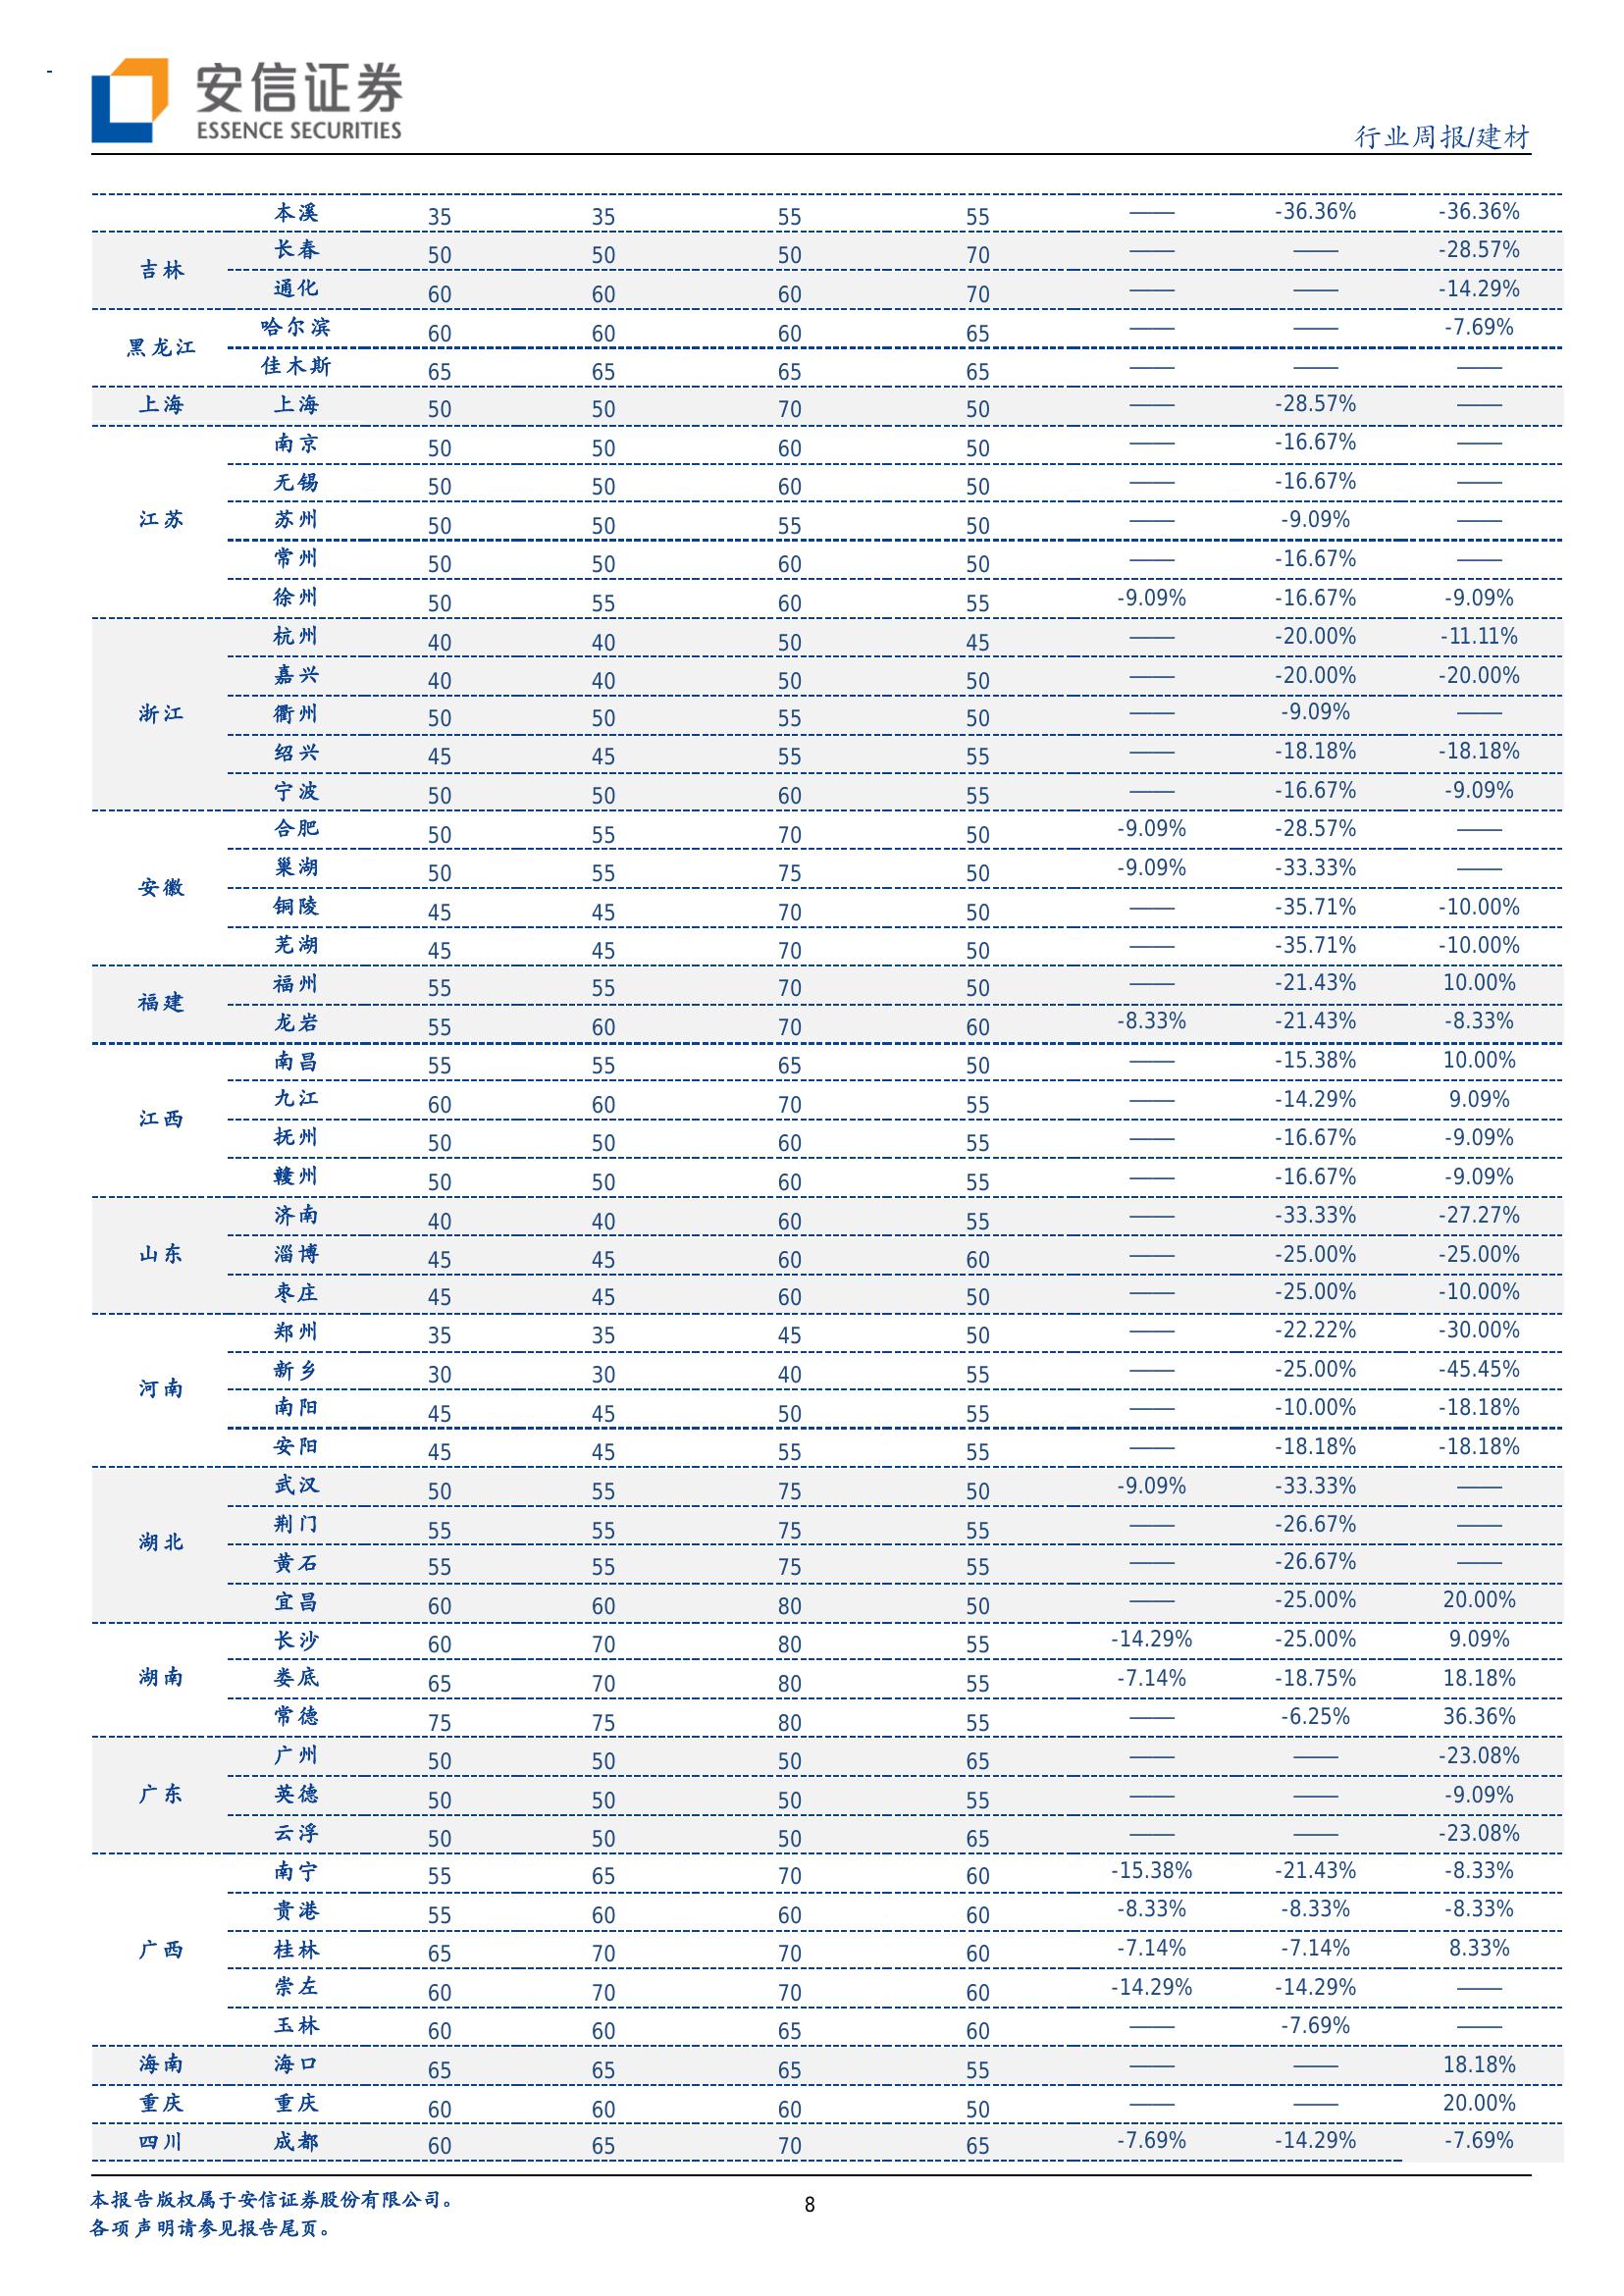 安信证券
ESSENCE SECURITIES
行业周报/建材
本溪 35 35 55 55 —— -36.36% -36.36%
吉林
长春 50 50 50 70 —— —— -28.57%
通化 60 60 60 70 —— —— -14.29%
黑龙江
哈尔滨 60 60 60 65 —— —— -7.69%
佳木斯 65 65 65 65 —— —— ——
上海 上海 50 50 70 50 —— -28.57% ——
江苏
南京 50 50 60 50 —— -16.67% ——
无锡 50 50 60 50 —— -16.67% ——
苏州 50 50 55 50 —— -9.09% ——
常州 50 50 60 50 —— -16.67% ——
徐州 50 55 60 55 -9.09% -16.67% -9.09%
浙江
杭州 40 40 50 45 —— -20.00% -11.11%
嘉兴 40 40 50 50 —— -20.00% -20.00%
衢州 50 50 55 50 —— -9.09% ——
绍兴 45 45 55 55 —— -18.18% -18.18%
宁波 50 50 60 55 —— -16.67% -9.09%
安徽
合肥 50 55 70 50 -9.09% -28.57% ——
巢湖 50 55 75 50 -9.09% -33.33% ——
铜陵 45 45 70 50 —— -35.71% -10.00%
芜湖 45 45 70 50 —— -35.71% -10.00%
福建
福州 55 55 70 50 —— -21.43% 10.00%
龙岩 55 60 70 60 -8.33% -21.43% -8.33%
江西
南昌 55 55 65 50 —— -15.38% 10.00%
九江 60 60 70 55 —— -14.29% 9.09%
抚州 50 50 60 55 —— -16.67% -9.09%
赣州 50 50 60 55 —— -16.67% -9.09%
山东
济南 40 40 60 55 —— -33.33% -27.27%
淄博 45 45 60 60 —— -25.00% -25.00%
枣庄 45 45 60 50 —— -25.00% -10.00%
河南
郑州 35 35 45 50 —— -22.22% -30.00%
新乡 30 30 40 55 —— -25.00% -45.45%
南阳 45 45 50 55 —— -10.00% -18.18%
安阳 45 45 55 55 —— -18.18% -18.18%
湖北
武汉 50 55 75 50 -9.09% -33.33% ——
荆门 55 55 75 55 —— -26.67% ——
黄石 55 55 75 55 —— -26.67% ——
宜昌 60 60 80 50 —— -25.00% 20.00%
湖南
长沙 60 70 80 55 -14.29% -25.00% 9.09%
娄底 65 70 80 55 -7.14% -18.75% 18.18%
常德 75 75 80 55 —— -6.25% 36.36%
广东
广州 50 50 50 65 —— —— -23.08%
英德 50 50 50 55 —— —— -9.09%
云浮 50 50 50 65 —— —— -23.08%
广西
南宁 55 65 70 60 -15.38% -21.43% -8.33%
贵港 55 60 60 60 -8.33% -8.33% -8.33%
桂林 65 70 70 60 -7.14% -7.14% 8.33%
崇左 60 70 70 60 -14.29% -14.29% ——
玉林 60 60 65 60 —— -7.69% ——
海南 海口 65 65 65 55 —— —— 18.18%
重庆 重庆 60 60 60 50 —— —— 20.00%
四川 成都 60 65 70 65 -7.69% -14.29% -7.69%
本报告版权属于安信证券股份有限公司。
各项声明请参见报告尾页。
8